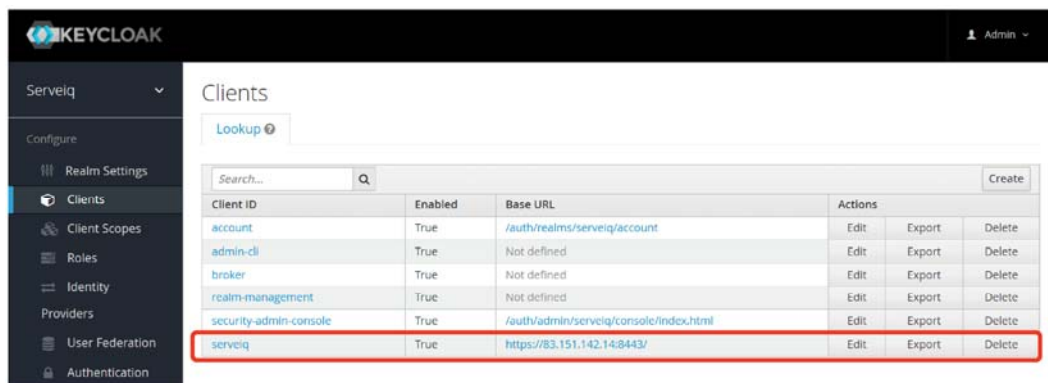 KEYCLOAK
Admin
Serveiq
Configure
Realm Settings
Clients
Client Scopes
Roles
Identity
Providers
User Federation
Authentication
Clients
Lookup
Search...
Create
Client ID Enabled Base URL Actions
account True /auth/realms/serveiq/account Edit Export Delete
admin-cli True Not defined Edit Export Delete
broker True Not defined Edit Export Delete
realm-management True Not defined Edit Export Delete
security-admin-console True /auth/admin/serveiq/console/index.html Edit Export Delete
serveiq True https://83.151.142.14:8443/ Edit Export Delete